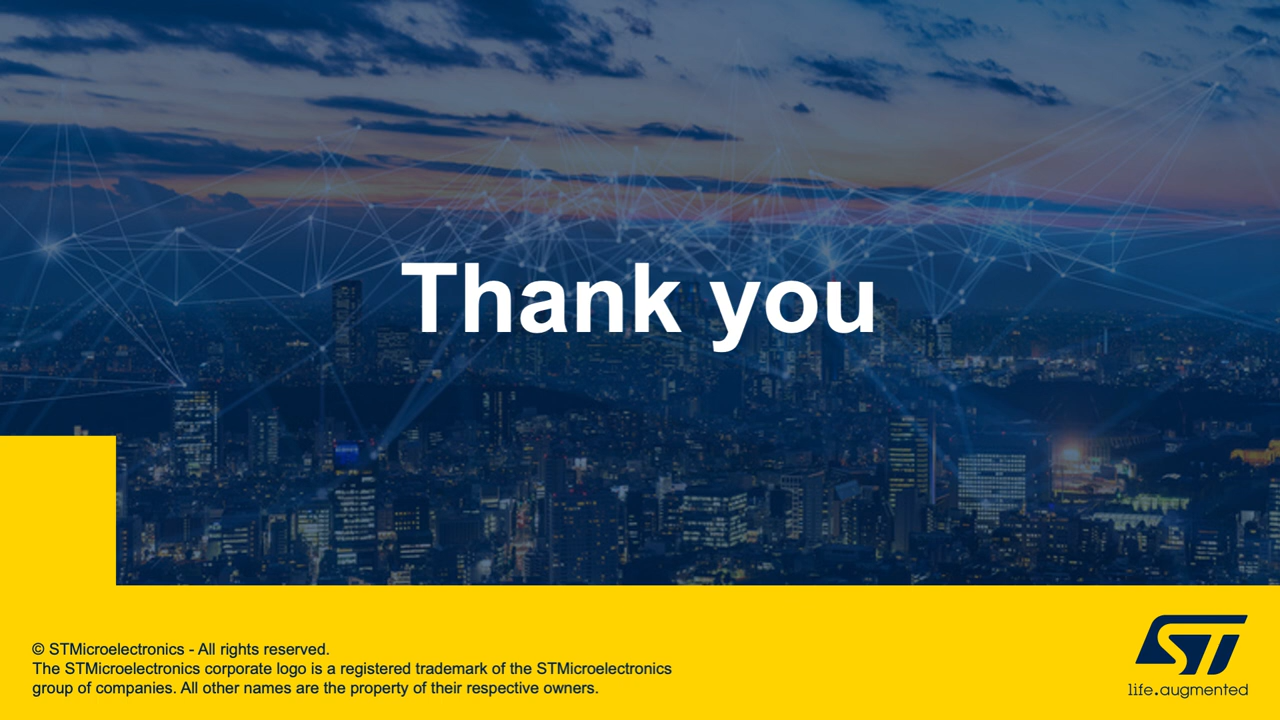 Thank you
© STMicroelectronics - All rights reserved.
The STMicroelectronics corporate logo is a registered trademark of the STMicroelectronics
group of companies. All other names are the property of their respective owners.
ST
life.augmented